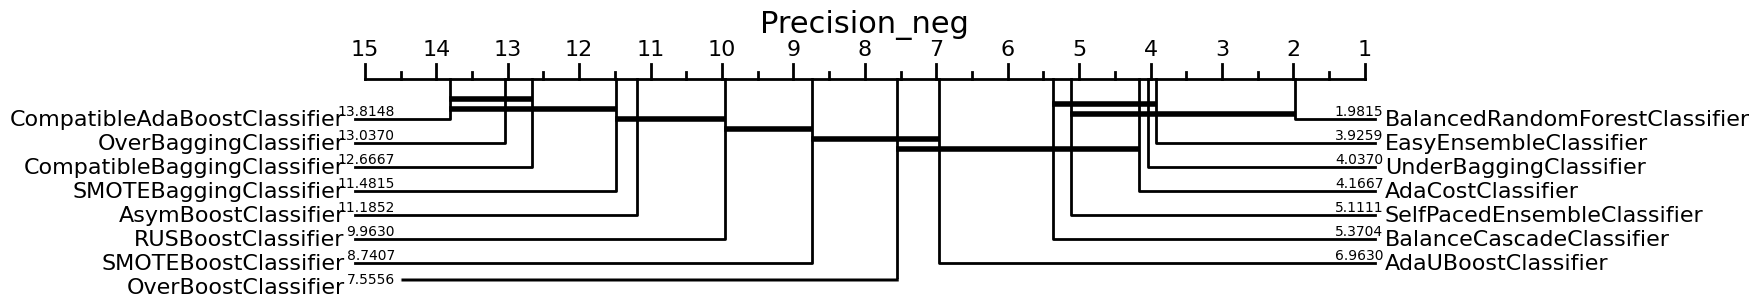 Precision_neg
15 14 13 12 11 10 9 8 7 6 5 4 3 2 1
CompatibleAdaBoostClassifier 13.8148 1.9815 BalancedRandomForestClassifier
OverBaggingClassifier 13.0370 3.9259 EasyEnsembleClassifier
CompatibleBaggingClassifier 12.6667 4.0370 UnderBaggingClassifier
SMOTEBaggingClassifier 11.4815 4.1667 AdaCostClassifier
AsymBoostClassifier 11.1852 5.1111 SelfPacedEnsembleClassifier
RUSBoostClassifier 9.9630 5.3704 BalanceCascadeClassifier
SMOTEBoostClassifier 8.7407 6.9630 AdaUBoostClassifier
OverBoostClassifier 7.5556